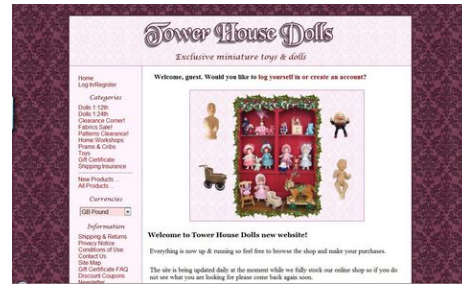 Tower House Dolls
Exclusive miniature toys & dolls
Home
Log In/Register
Categories
Dolls 1:12th
Dolls 1:24th
Clearance Corner!
Fabrics Sale!
Patterns Clearance!
Home Workshops
Prams & Cribs
Toys
Gift Certificate
Shipping Insurance
New Products ...
All Products ...
Currencies
GB Pound
Information
Shipping & Returns
Privacy Notice
Conditions of Use
Contact Us
Site Map
Gift Certificate FAQ
Discount Coupons
Newsletter
Welcome, guest. Would you like to log yourself in or create an account?
Welcome to Tower House Dolls new website!
Everything is now up & running so feel free to browse the shop and make your purchases.
The site is being updated daily at the moment while we fully stock our online shop so if you do
not see what you are looking for please come back again soon.